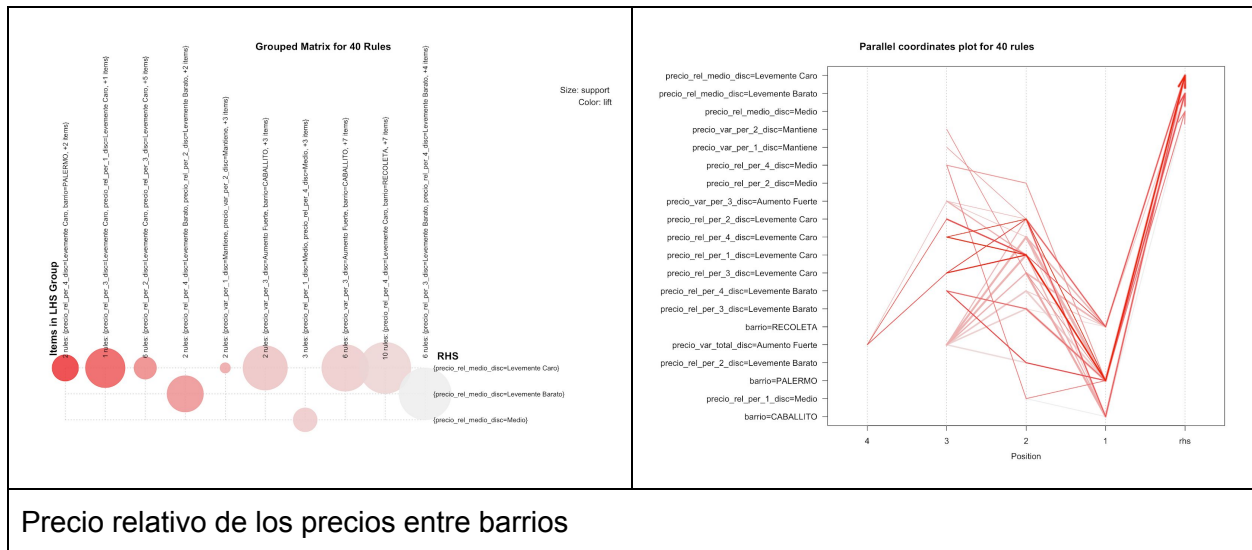 Grouped Matrix for 40 Rules
Size: support
Color: lift
Items in LHS Group
2 rules: {precio_rel_per_4_disc=Levemente Caro, barrio=PALERMO, +2 items}
1 rules: {precio_rel_per_3_disc=Levemente Caro, precio_rel_per_1_disc=Levemente Caro, +1 items}
6 rules: {precio_rel_per_2_disc=Levemente Caro, precio_rel_per_3_disc=Levemente Caro, +5 items}
2 rules: {precio_rel_per_4_disc=Levemente Barato, precio_rel_per_2_disc=Levemente Barato, +2 items}
2 rules: {precio_var_per_1_disc=Mantiene, precio_var_per_2_disc=Mantiene, +3 items}
2 rules: {precio_var_per_3_disc=Aumento Fuerte, barrio=CABALLITO, +3 items}
3 rules: {precio_rel_per_1_disc=Medio, precio_rel_per_4_disc=Medio, +3 items}
6 rules: {precio_var_per_3_disc=Aumento Fuerte, barrio=CABALLITO, +7 items}
10 rules: {precio_rel_per_4_disc=Levemente Caro, barrio=RECOLETA, +7 items}
6 rules: {precio_rel_per_3_disc=Levemente Barato, precio_rel_per_4_disc=Levemente Barato, +4 items}
RHS
{precio_rel_medio_disc=Levemente Caro}
{precio_rel_medio_disc=Levemente Barato}
{precio_rel_medio_disc=Medio}
Parallel coordinates plot for 40 rules
precio_rel_medio_disc=Levemente Caro
precio_rel_medio_disc=Levemente Barato
precio_rel_medio_disc=Medio
precio_var_per_2_disc=Mantiene
precio_var_per_1_disc=Mantiene
precio_rel_per_4_disc=Medio
precio_rel_per_2_disc=Medio
precio_var_per_3_disc=Aumento Fuerte
precio_rel_per_2_disc=Levemente Caro
precio_rel_per_4_disc=Levemente Caro
precio_rel_per_1_disc=Levemente Caro
precio_rel_per_3_disc=Levemente Caro
precio_rel_per_4_disc=Levemente Barato
precio_rel_per_3_disc=Levemente Barato
barrio=RECOLETA
precio_var_total_disc=Aumento Fuerte
precio_rel_per_2_disc=Levemente Barato
barrio=PALERMO
precio_rel_per_1_disc=Medio
barrio=CABALLITO
4 3 2 1 rhs
Position
Precio relativo de los precios entre barrios